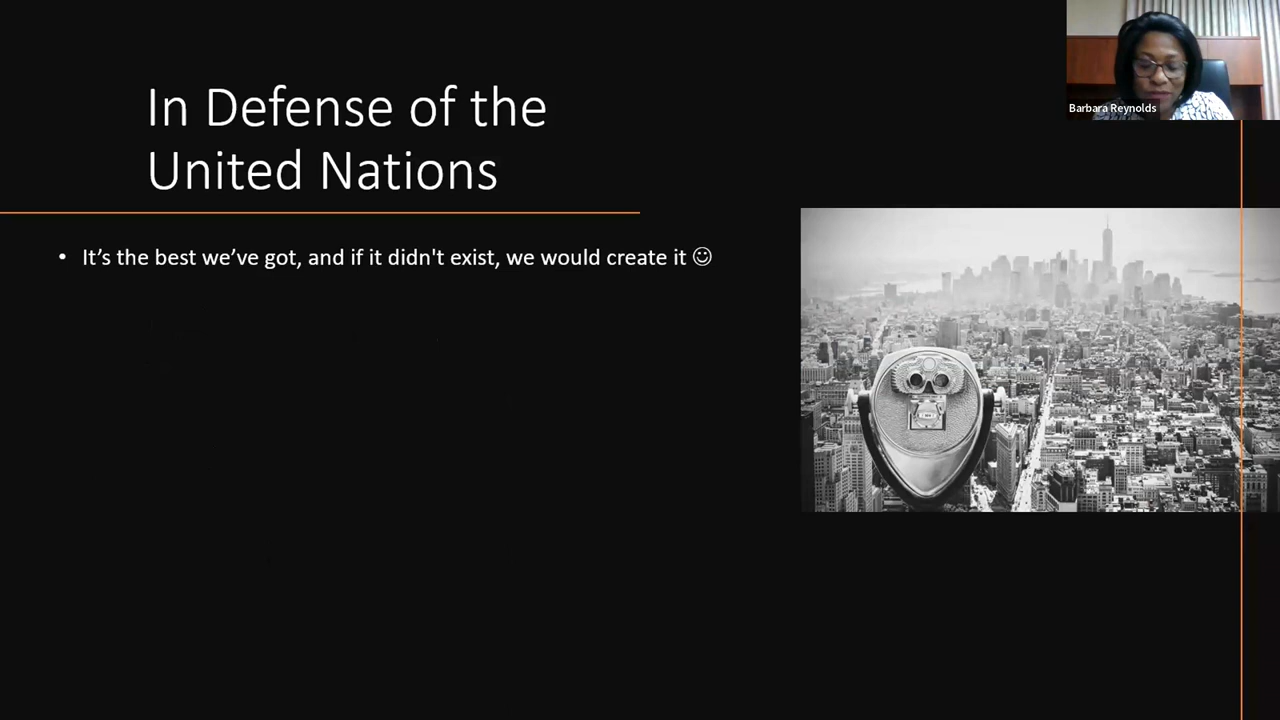 In Defense of the
United Nations
• It’s the best we’ve got, and if it didn't exist, we would create it ☺
Barbara Reynolds